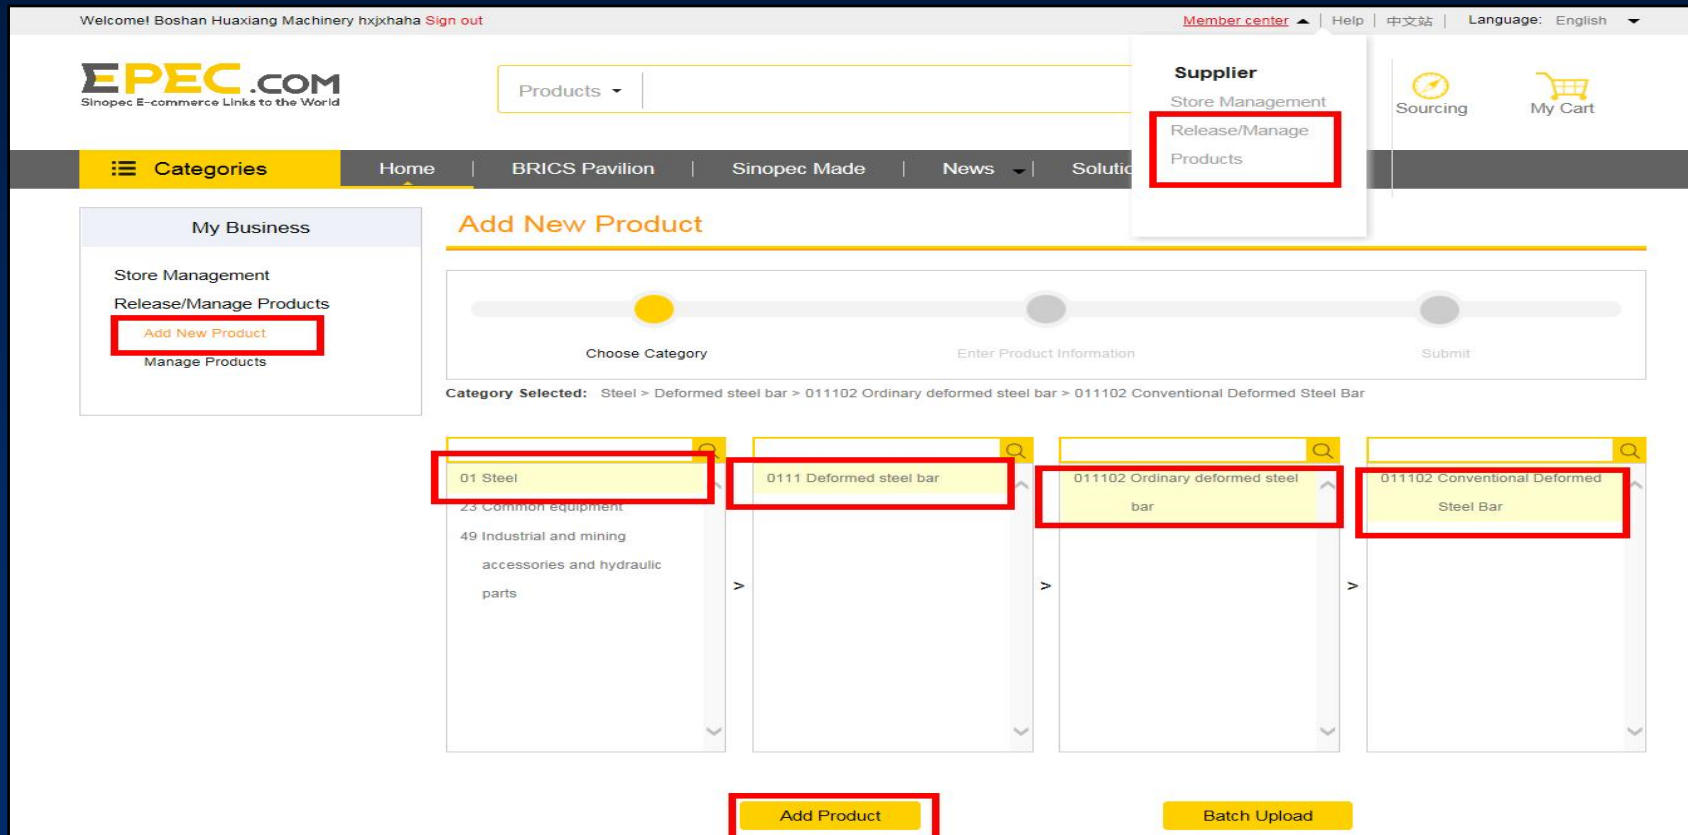 Welcome! Boshan Huaxiang Machinery hxjxhaha Sign out
Member center | Help | 中文站 | Language: English
EPEC.COM
Sinopec E-commerce Links to the World
Products
Supplier
Store Management
Release/Manage
Products
Sourcing
My Cart
Categories
Home | BRICS Pavilion | Sinopec Made | News | Solutio
My Business
Store Management
Release/Manage Products
Add New Product
Manage Products
Add New Product
Choose Category
Enter Product Information
Submit
Category Selected: Steel > Deformed steel bar > 011102 Ordinary deformed steel bar > 011102 Conventional Deformed Steel Bar
01 Steel
23 Common equipment
49 Industrial and mining
accessories and hydraulic
parts
>
0111 Deformed steel bar
>
011102 Ordinary deformed steel
bar
>
011102 Conventional Deformed
Steel Bar
Add Product
Batch Upload